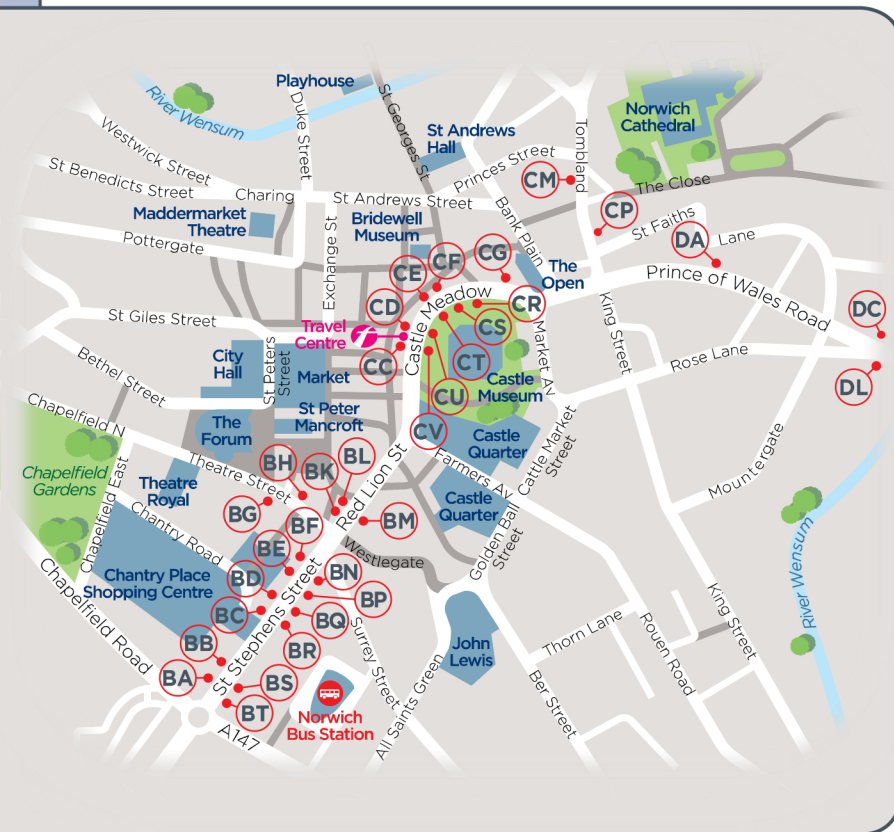 Playhouse
River Wensum
Duke Street
St Georges St
St Andrews
Hall
Tombland
Norwich
Cathedral
Westwick Street
Princes Street
CM
The Close
St Benedicts Street
Charing
St Andrews Street
CP
Maddermarket
Theatre
Bridewell
Museum
Bank Plain
St Faiths
Lane
DA
Pottergate
Exchange St
CE
CF
CG
The
Open
Prince of Wales Road
CD
Castle Meadow
CR
King Street
DC
St Giles Street
Travel
Centre
CS
Market Av
Rose Lane
Bethel Street
City
Hall
St Peters
Street
Market
CC
CT
Castle
Museum
DL
CU
Chapelfield N
The
Forum
St Peter
Mancroft
CV
Castle
Quarter
Cattle Market
Street
Theatre Street
BH
BK
BL
Red Lion St
Farmers Av
Mountergate
Chapelfield
Gardens
Chapelfield East
Theatre
Royal
BG
BF
BM
Castle
Quarter
Golden Ball
Street
River Wensum
Chantry Road
BE
Westlegate
Chantry Place
Shopping Centre
BD
BN
BP
Chapelfield Road
BC
BQ
St Stephens Street
BB
BR
Surrey Street
John
Lewis
Thorn Lane
Rouen Road
King Street
BA
BS
All Saints Green
Ber Street
BT
Norwich
Bus Station
A147